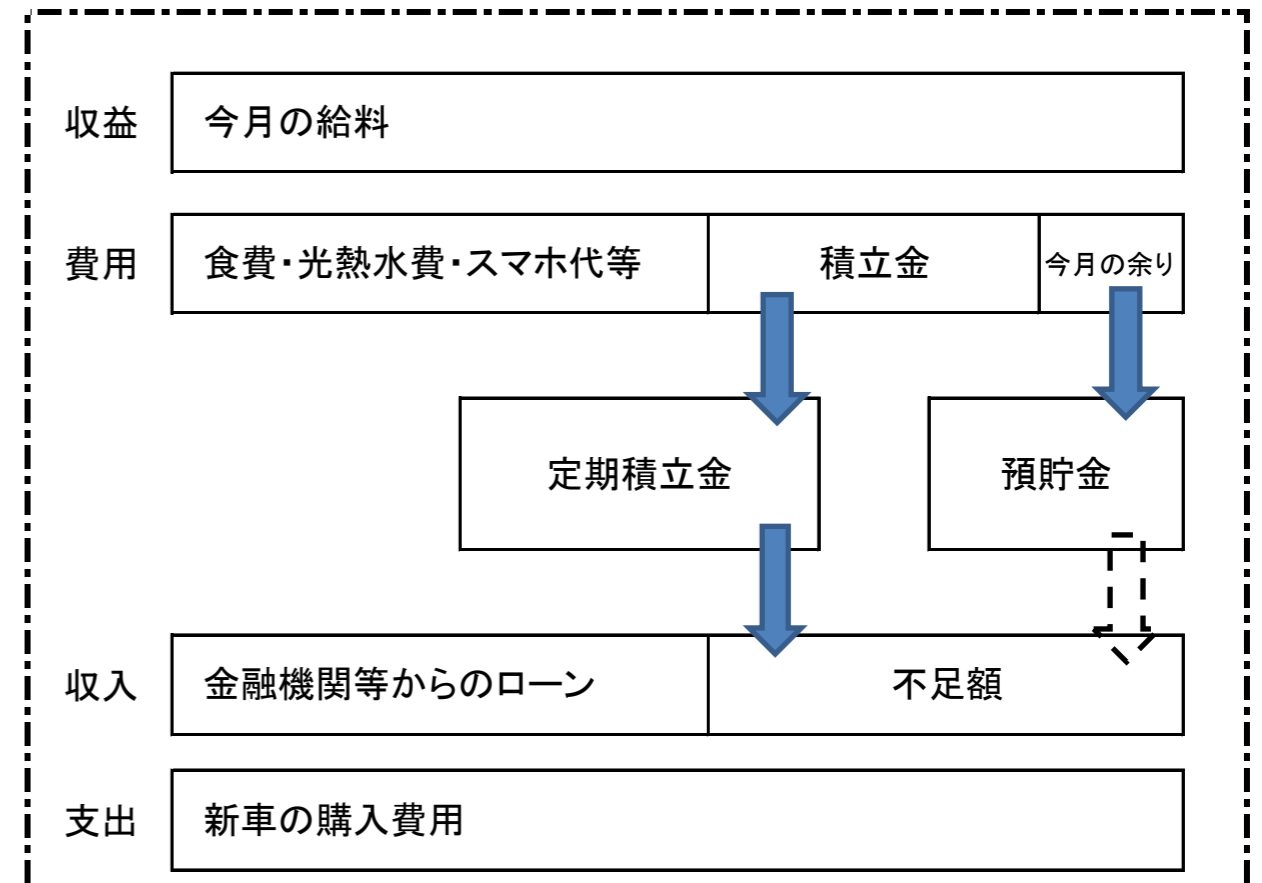 収益
今月の給料
費用
食費・光熱水費・スマホ代等
積立金
今月の余り
定期積立金
預貯金
収入
金融機関等からのローン
不足額
支出
新車の購入費用